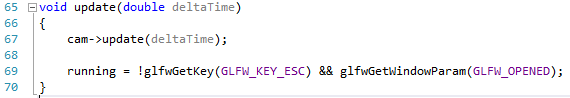 65 void update(double deltaTime)
66 {
67 cam->update(deltaTime);
68
69 running = !glfwGetKey(GLFW_KEY_ESC) && glfwGetWindowParam(GLFW_OPENED);
70 }